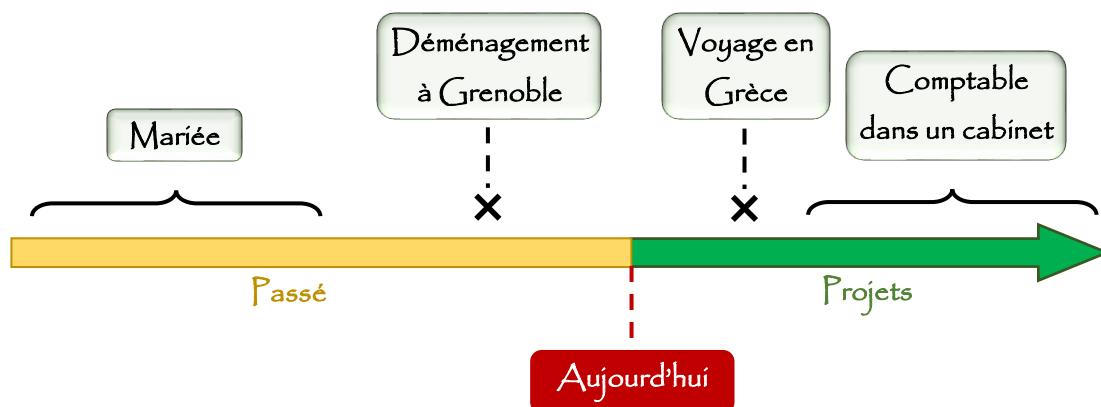 Mariée
Déménagement
à Grenoble
Voyage en
Grèce
Comptable
dans un cabinet
Passé
Projets
Aujourd'hui